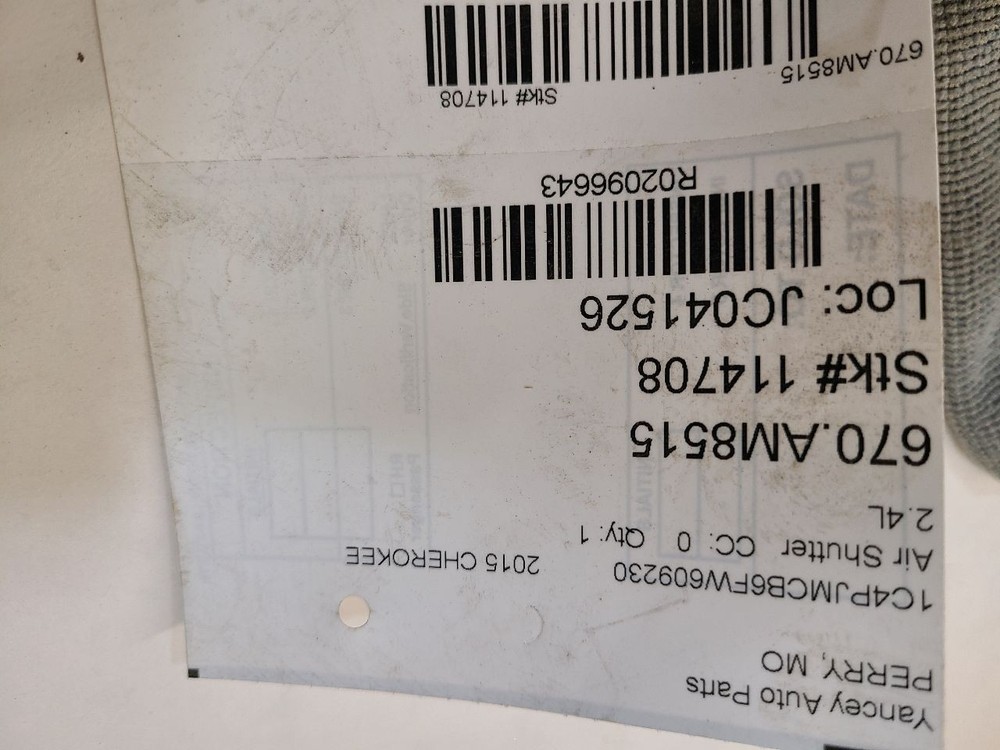 Yancey Auto Parts
PERRY, MO
1C4PJMCB6FW609230 2015 CHEROKEE
Air Shutter CC: 0 Qty: 1
2.4L
670.AM8515
Stk# 114708
Loc: JC041526
R02096643
Stk# 114708
670.AM8515